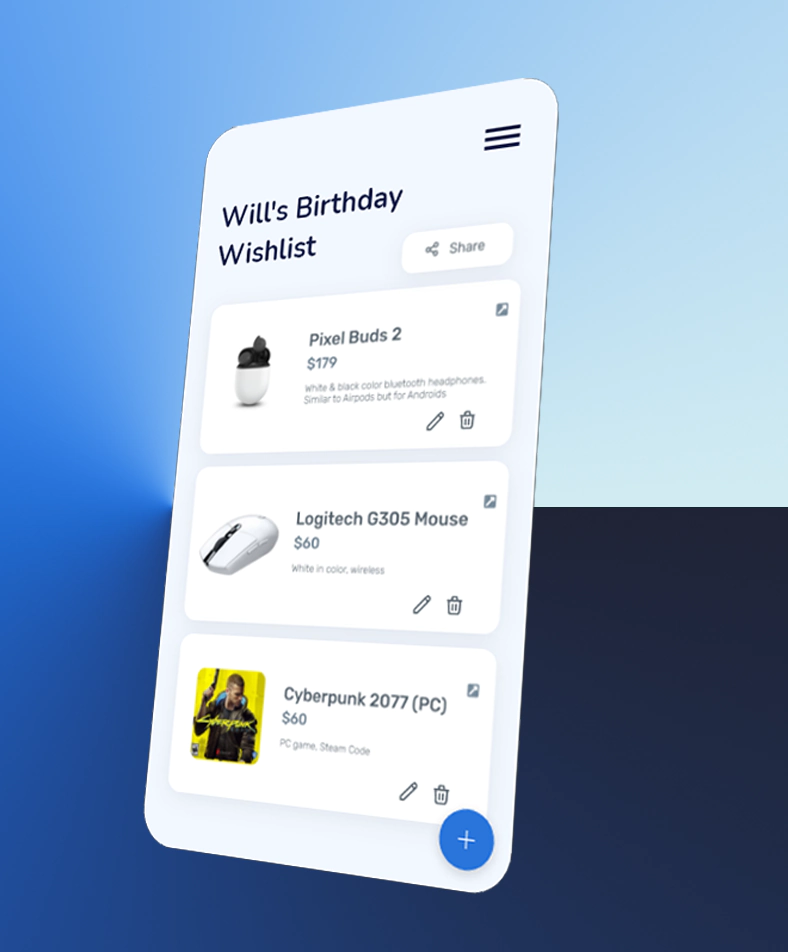 Will's Birthday
Wishlist
Share
Pixel Buds 2
$179
White & black color bluetooth headphones.
Similar to Airpods but for Androids
Logitech G305 Mouse
$60
White in color, wireless
Cyberpunk 2077 (PC)
$60
CYBERPUNK
PC game, Steam Code